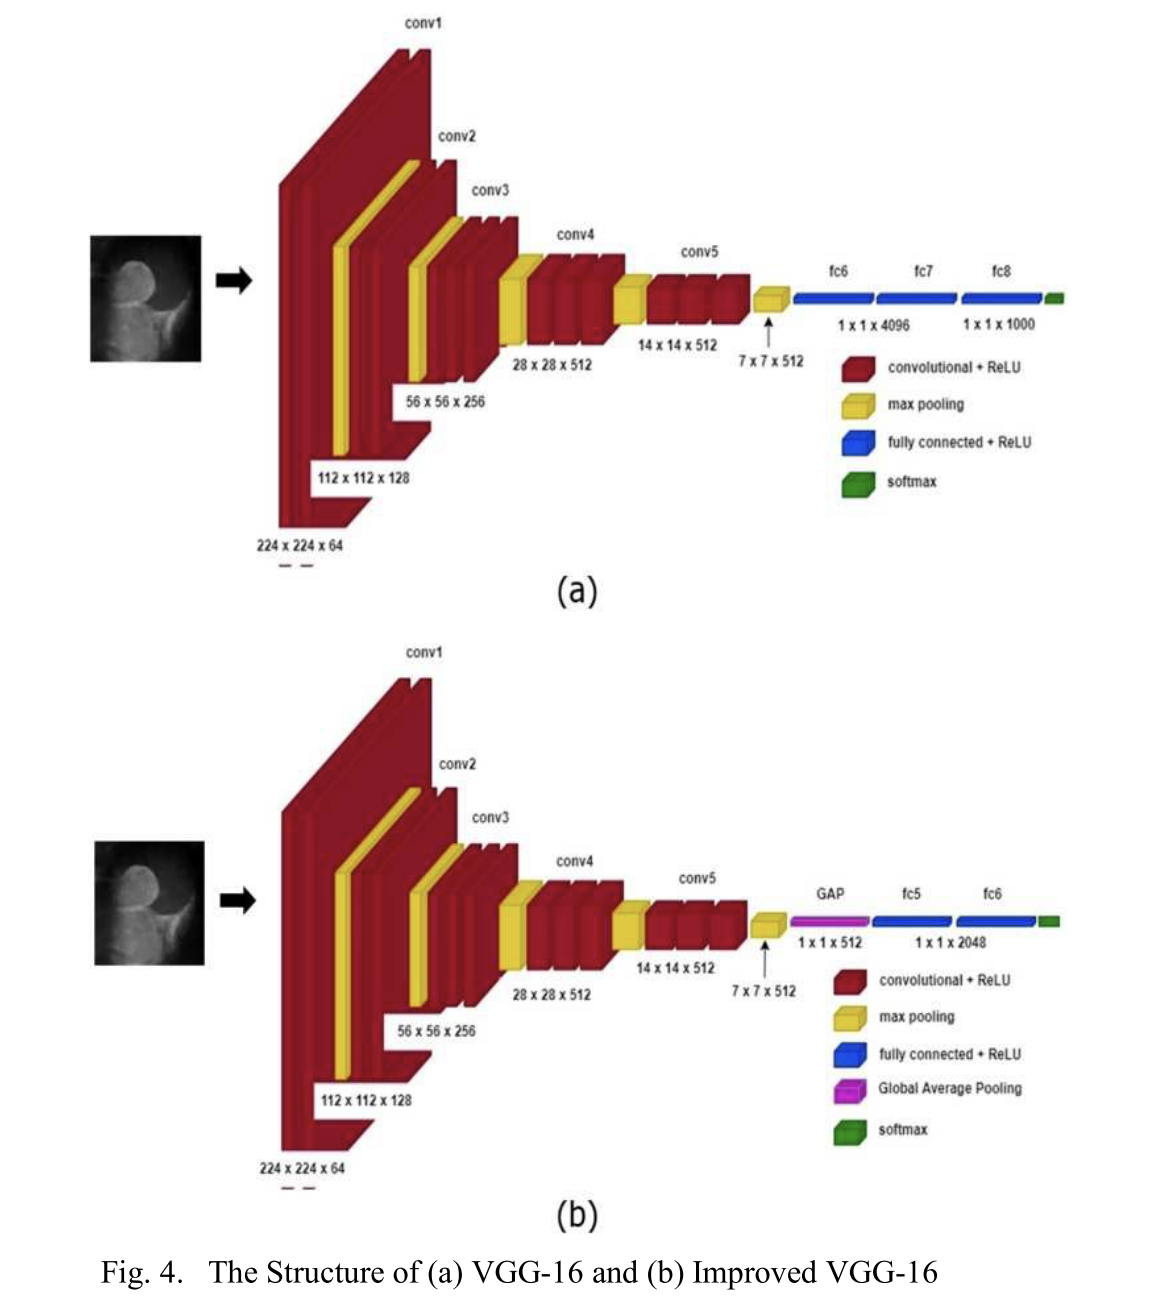 conv1
conv2
conv3
conv4
conv5
fc6 fc7 fc8
1 x 1 x 4096 1 x 1 x 1000
14 x 14 x 512
7 x 7 x 512
28 x 28 x 512
56 x 56 x 256
112 x 112 x 128
224 x 224 x 64
convolutional + ReLU
max pooling
fully connected + ReLU
softmax
(a)
conv1
conv2
conv3
conv4
conv5
GAP fc5 fc6
1 x 1 x 512 1 x 1 x 2048
14 x 14 x 512
7 x 7 x 512
28 x 28 x 512
56 x 56 x 256
112 x 112 x 128
224 x 224 x 64
convolutional + ReLU
max pooling
fully connected + ReLU
Global Average Pooling
softmax
(b)
Fig. 4. The Structure of (a) VGG-16 and (b) Improved VGG-16